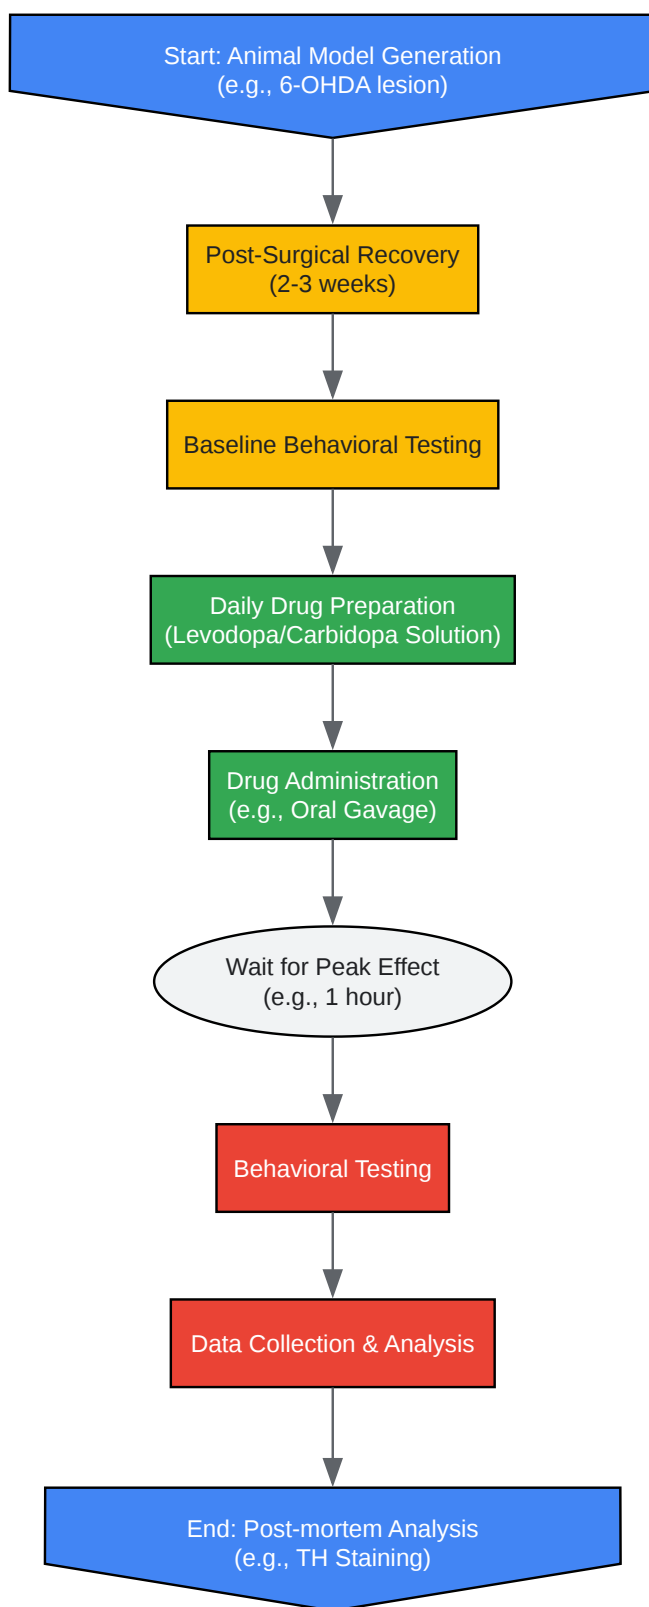 Start: Animal Model Generation
(e.g., 6-OHDA lesion)
Post-Surgical Recovery
(2-3 weeks)
Baseline Behavioral Testing
Daily Drug Preparation
(Levodopa/Carbidopa Solution)
Drug Administration
(e.g., Oral Gavage)
Wait for Peak Effect
(e.g., 1 hour)
Behavioral Testing
Data Collection & Analysis
End: Post-mortem Analysis
(e.g., TH Staining)